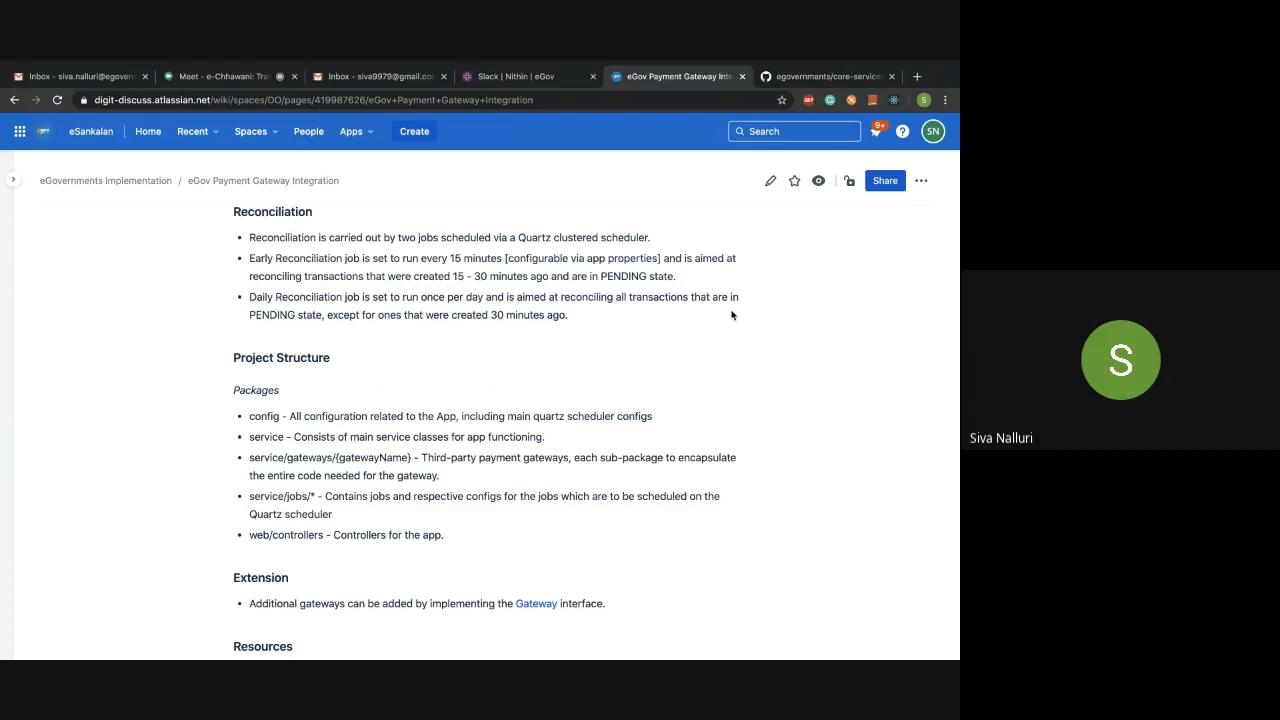 Inbox - siva.nalluri@egovern
Meet - e-Chhawani: Tra
Inbox - siva9979@gmail.co
Slack | Nithin | eGov
eGov Payment Gateway Inte
egovernments/core-service
digit-discuss.atlassian.net/wiki/spaces/DO/pages/419987626/eGov+Payment+Gateway+Integration
ABP
S
eSankalan
Home
Recent
Spaces
People
Apps
Create
Search
9+
SN
eGovernments Implementation / eGov Payment Gateway Integration
Share
Reconciliation
• Reconciliation is carried out by two jobs scheduled via a Quartz clustered scheduler.
• Early Reconciliation job is set to run every 15 minutes [configurable via app properties] and is aimed at
reconciling transactions that were created 15 - 30 minutes ago and are in PENDING state.
• Daily Reconciliation job is set to run once per day and is aimed at reconciling all transactions that are in
PENDING state, except for ones that were created 30 minutes ago.
Project Structure
Packages
• config - All configuration related to the App, including main quartz scheduler configs
• service - Consists of main service classes for app functioning.
• service/gateways/{gatewayName} - Third-party payment gateways, each sub-package to encapsulate
the entire code needed for the gateway.
• service/jobs/* - Contains jobs and respective configs for the jobs which are to be scheduled on the
Quartz scheduler
• web/controllers - Controllers for the app.
Extension
• Additional gateways can be added by implementing the Gateway interface.
Resources
S
Siva Nalluri